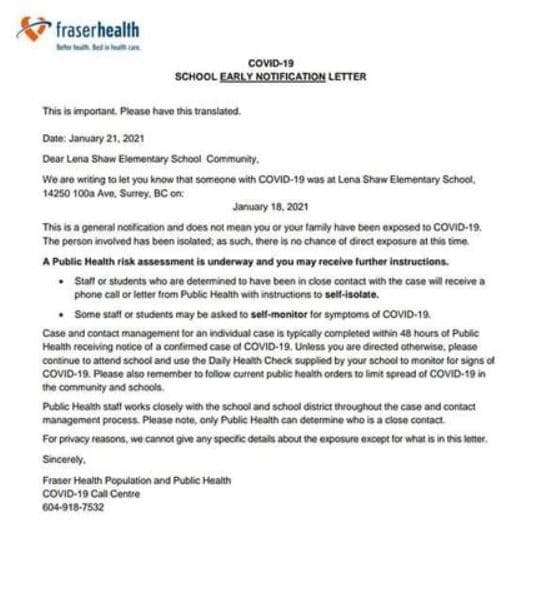 fraserhealth
Better health. Best in health care.
COVID-19
SCHOOL EARLY NOTIFICATION LETTER
This is important. Please have this translated.
Date: January 21, 2021
Dear Lena Shaw Elementary School Community,
We are writing to let you know that someone with COVID-19 was at Lena Shaw Elementary School,
14250 100a Ave, Surrey, BC on:
January 18, 2021
This is a general notification and does not mean you or your family have been exposed to COVID-19.
The person involved has been isolated; as such, there is no chance of direct exposure at this time.
A Public Health risk assessment is underway and you may receive further instructions.
• Staff or students who are determined to have been in close contact with the case will receive a
phone call or letter from Public Health with instructions to self-isolate.
• Some staff or students may be asked to self-monitor for symptoms of COVID-19.
Case and contact management for an individual case is typically completed within 48 hours of Public
Health receiving notice of a confirmed case of COVID-19. Unless you are directed otherwise, please
continue to attend school and use the Daily Health Check supplied by your school to monitor for signs of
COVID-19. Please also remember to follow current public health orders to limit spread of COVID-19 in
the community and schools.
Public Health staff works closely with the school and school district throughout the case and contact
management process. Please note, only Public Health can determine who is a close contact.
For privacy reasons, we cannot give any specific details about the exposure except for what is in this letter.
Sincerely,
Fraser Health Population and Public Health
COVID-19 Call Centre
604-918-7532